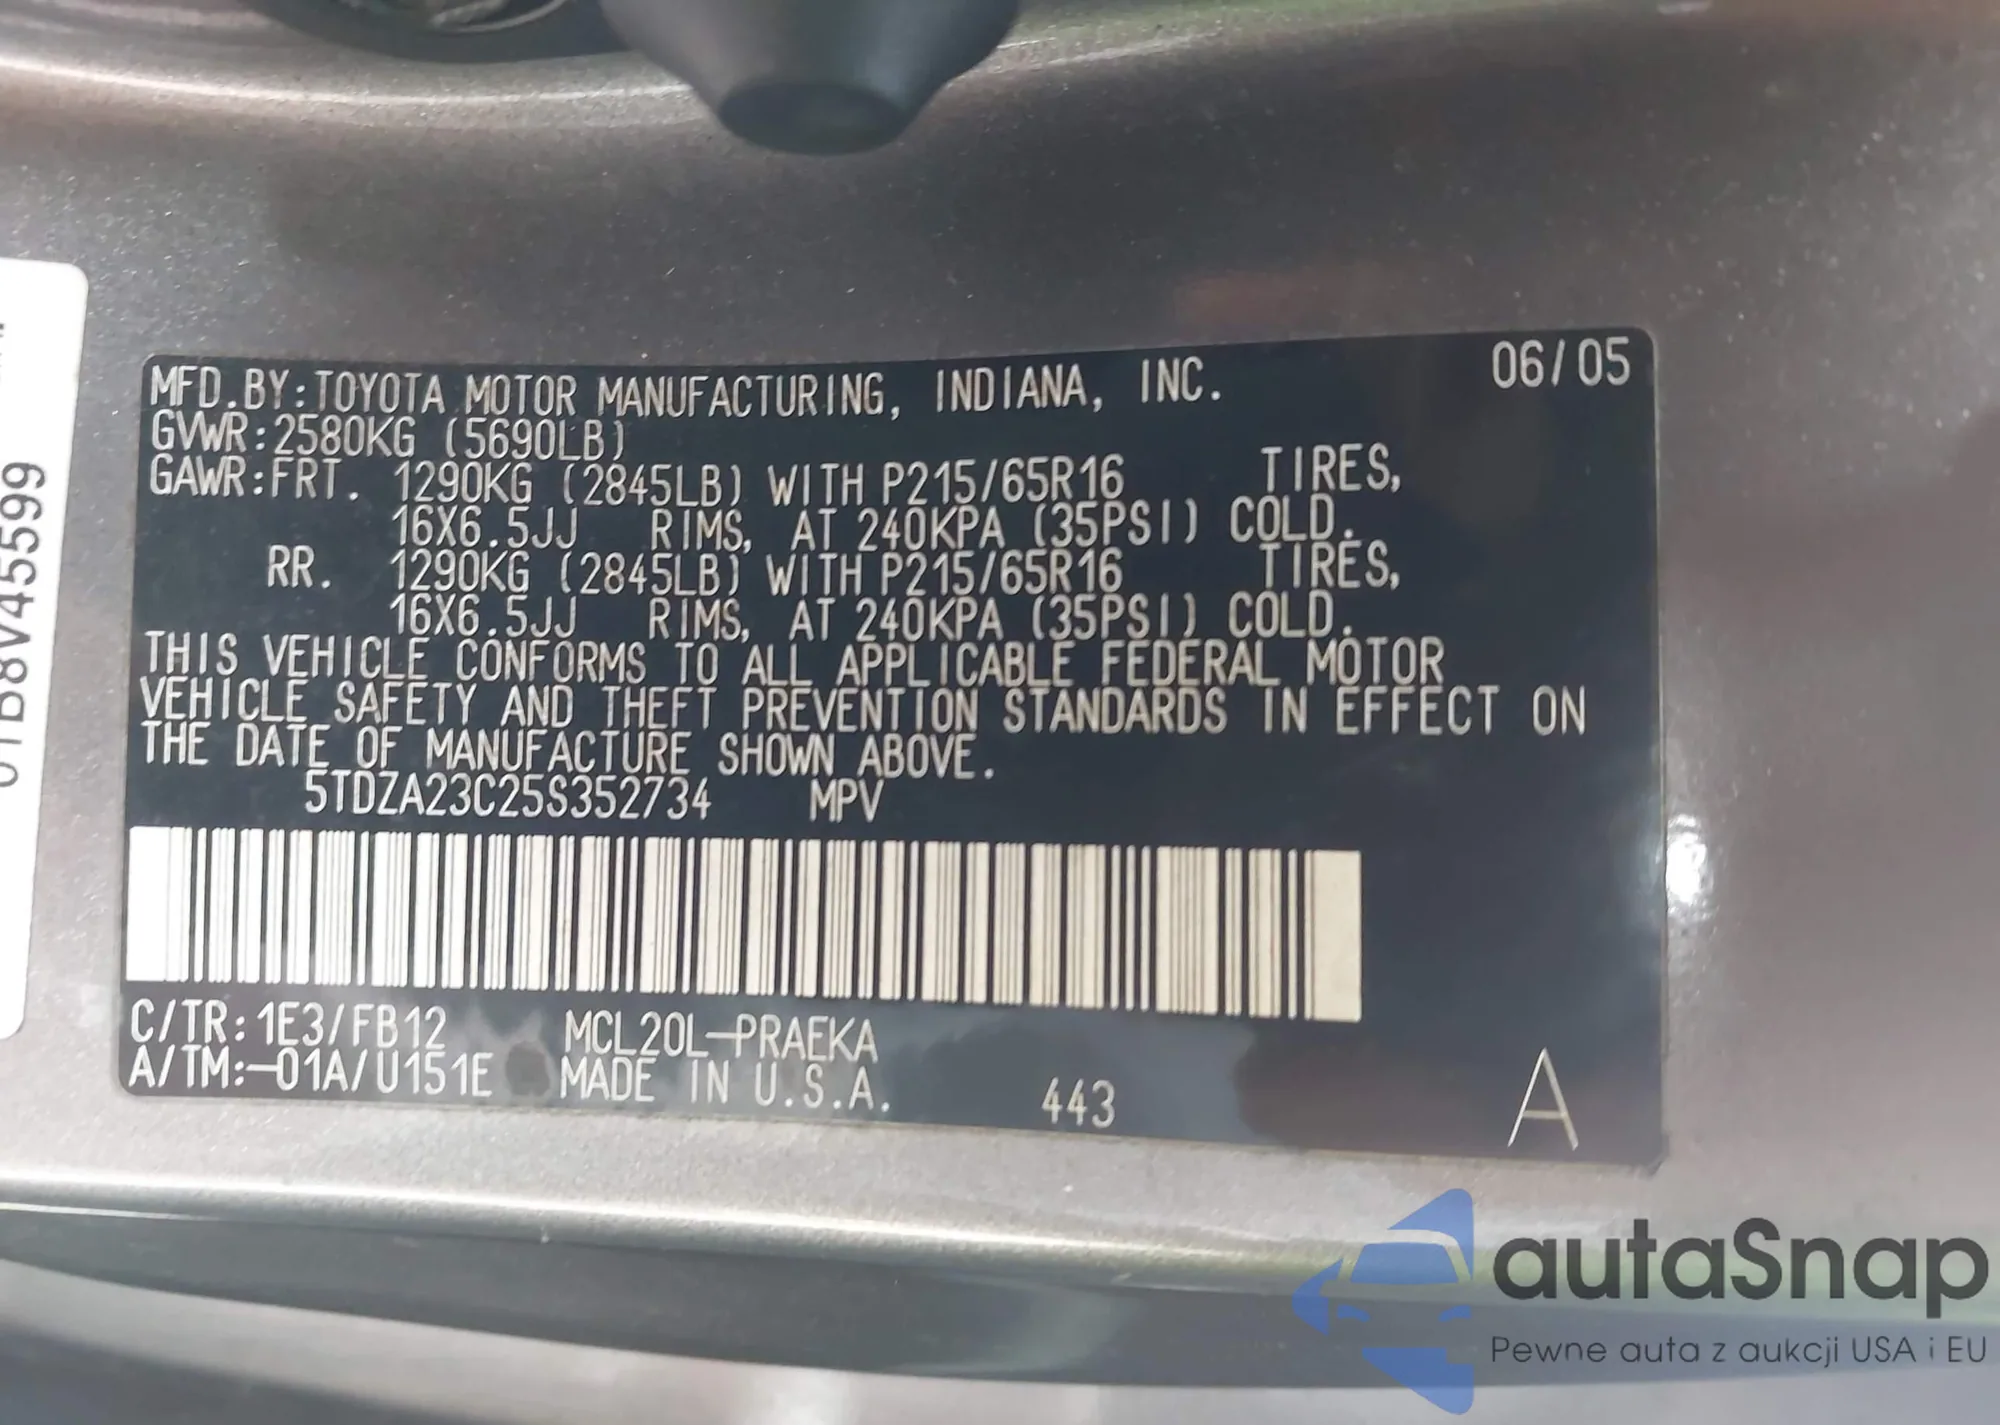 MFD.BY:TOYOTA MOTOR MANUFACTURING, INDIANA, INC. 06/05
GVWR:2580KG (5690LB)
GAWR:FRT. 1290KG (2845LB) WITH P215/65R16 TIRES,
16X6.5JJ RIMS, AT 240KPA (35PSI) COLD.
RR. 1290KG (2845LB) WITH P215/65R16 TIRES,
16X6.5JJ RIMS, AT 240KPA (35PSI) COLD.
THIS VEHICLE CONFORMS TO ALL APPLICABLE FEDERAL MOTOR
VEHICLE SAFETY AND THEFT PREVENTION STANDARDS IN EFFECT ON
THE DATE OF MANUFACTURE SHOWN ABOVE.
5TDZA23C25S352734 MPV
C/TR:1E3/FB12 MCL20L-PRAEKA
A/TM:-01A/U151E MADE IN U.S.A. 443 A
autaSnap
Pewne auta z aukcji USA i EU